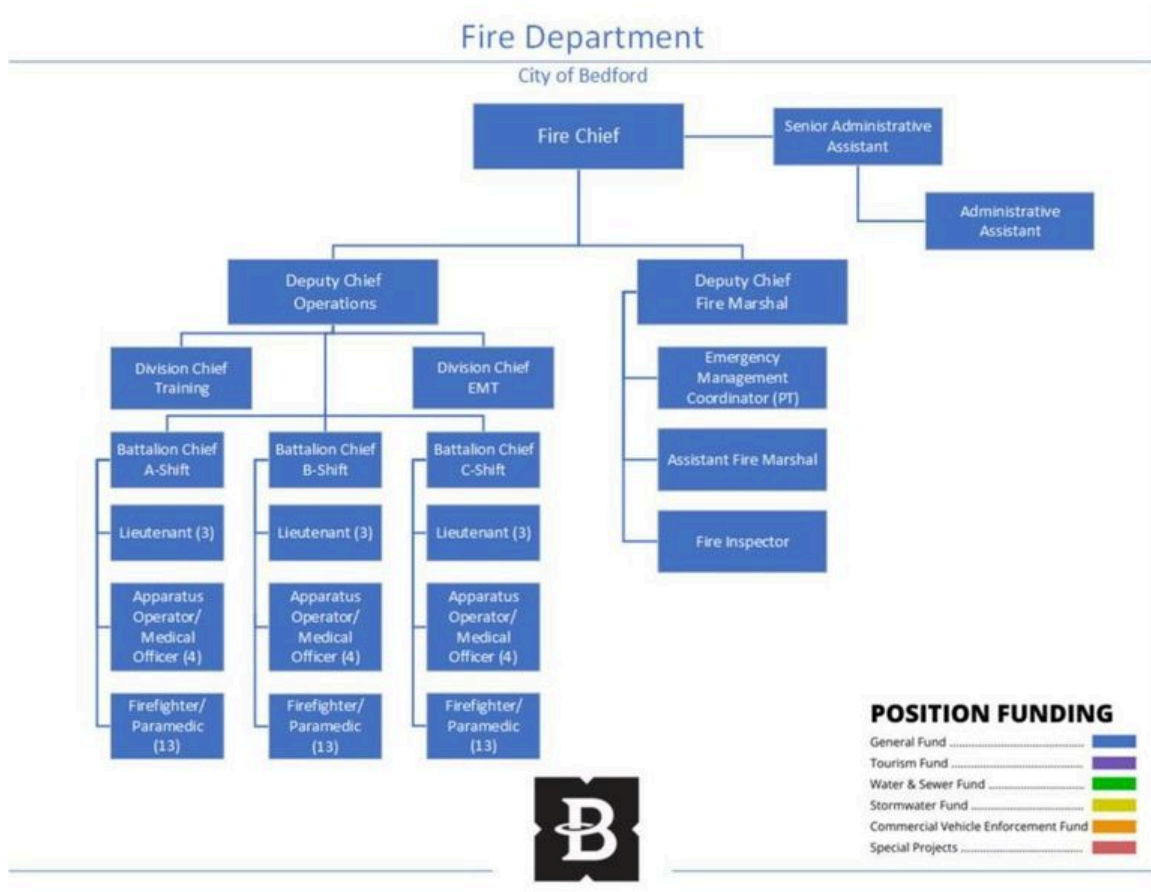 Fire Department
City of Bedford
Fire Chief
Senior Administrative
Assistant
Administrative
Assistant
Deputy Chief
Operations
Deputy Chief
Fire Marshal
Division Chief
Training
Division Chief
EMT
Emergency
Management
Coordinator (PT)
Assistant Fire Marshal
Fire Inspector
Battalion Chief
A-Shift
Battalion Chief
B-Shift
Battalion Chief
C-Shift
Lieutenant (3)
Lieutenant (3)
Lieutenant (3)
Apparatus
Operator/
Medical
Officer (4)
Apparatus
Operator/
Medical
Officer (4)
Apparatus
Operator/
Medical
Officer (4)
Firefighter/
Paramedic
(13)
Firefighter/
Paramedic
(13)
Firefighter/
Paramedic
(13)
POSITION FUNDING
General Fund
Tourism Fund
Water & Sewer Fund
Stormwater Fund
Commercial Vehicle Enforcement Fund
Special Projects
B